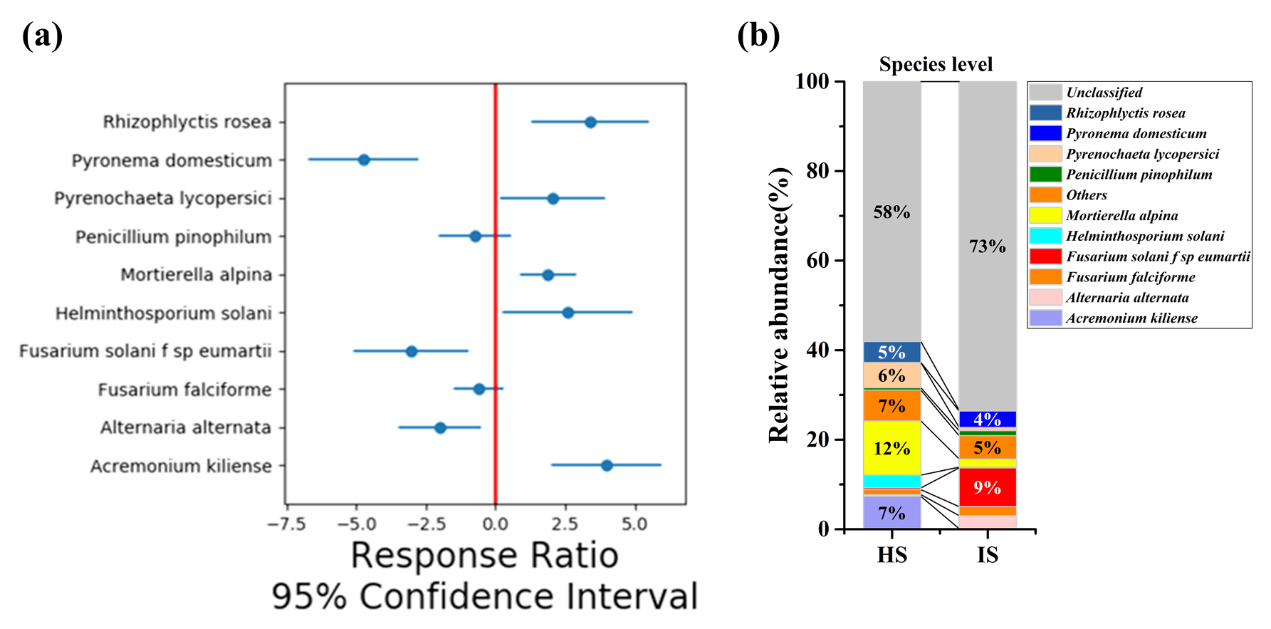 (a)
Rhizophlyctis rosea
Pyronema domesticum
Pyrenochaeta lycopersici
Penicillium pinophilum
Mortierella alpina
Helminthosporium solani
Fusarium solani f sp eumartii
Fusarium falciforme
Alternaria alternata
Acremonium kiliense
−7.5 −5.0 −2.5 0.0 2.5 5.0
Response Ratio
95% Confidence Interval
(b)
Species level
Relative abundance(%)
100
80
60
40
20
0
58%
5%
6%
7%
12%
7%
73%
4%
5%
9%
HS IS
Unclassified
Rhizophlyctis rosea
Pyronema domesticum
Pyrenochaeta lycopersici
Penicillium pinophilum
Others
Mortierella alpina
Helminthosporium solani
Fusarium solani f sp eumartii
Fusarium falciforme
Alternaria alternata
Acremonium kiliense